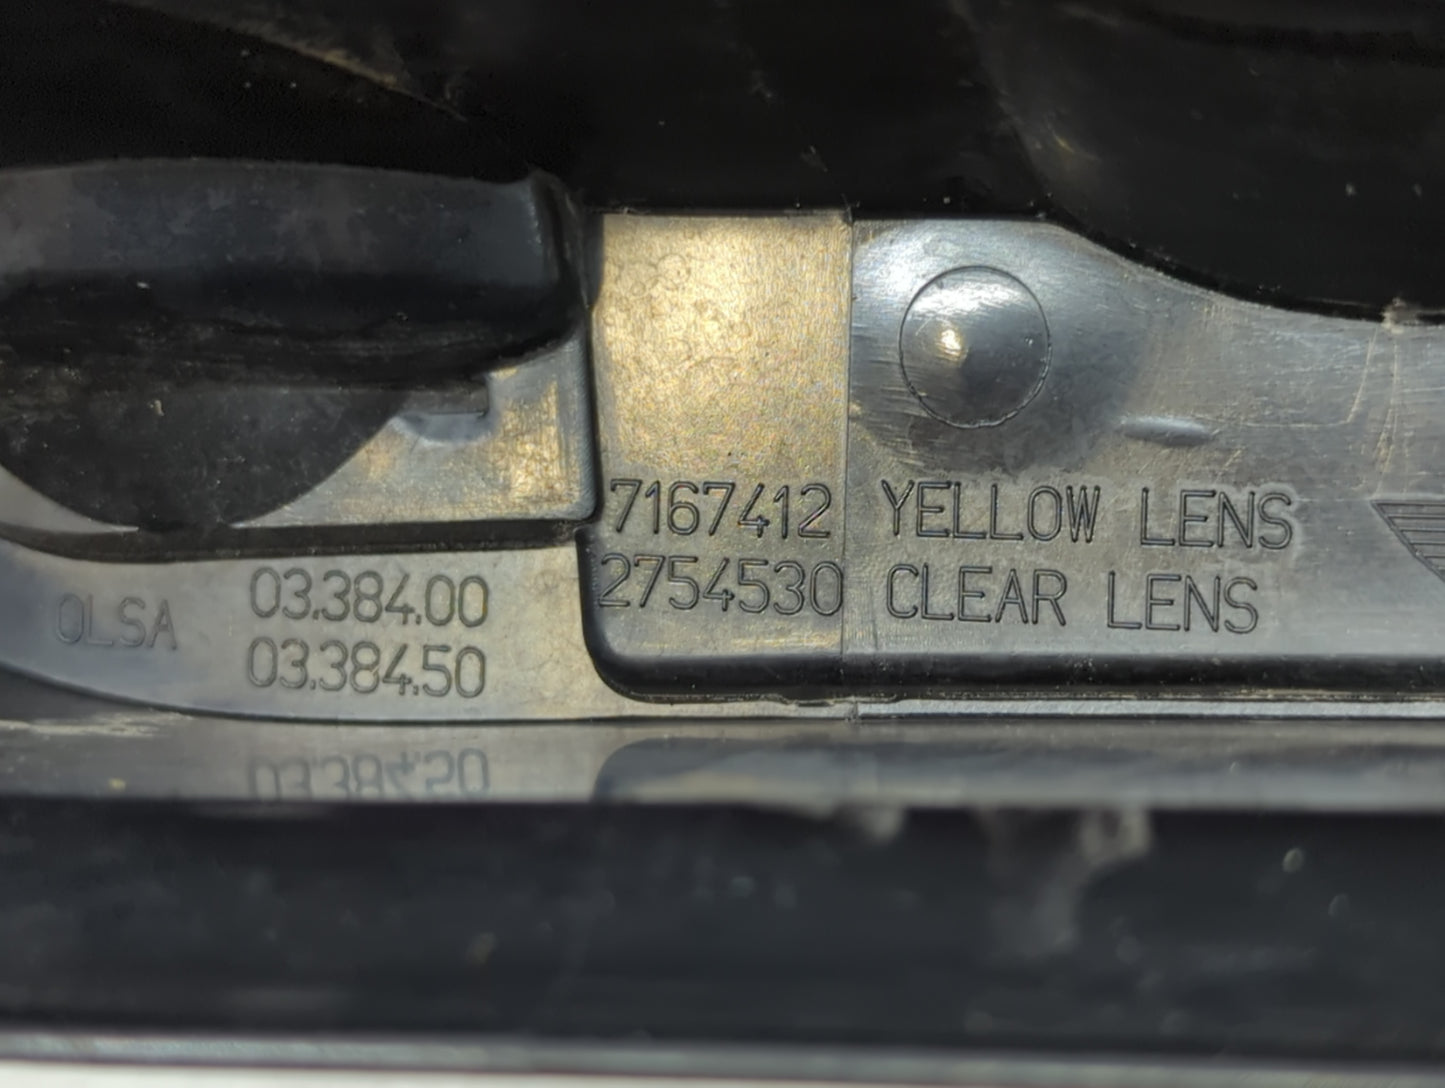 7167412 YELLOW LENS
2754530 CLEAR LENS
OLSA 03.384.00
03.384.50